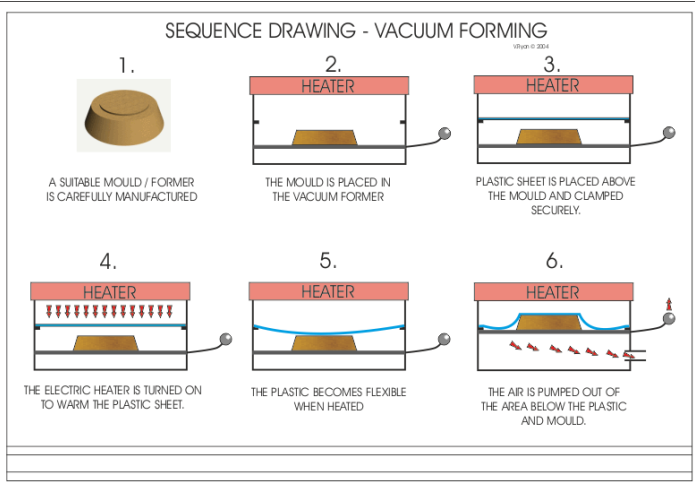 SEQUENCE DRAWING - VACUUM FORMING
V.Ryan © 2004
1.
2.
3.
HEATER
HEATER
A SUITABLE MOULD / FORMER
IS CAREFULLY MANUFACTURED
THE MOULD IS PLACED IN
THE VACUUM FORMER
PLASTIC SHEET IS PLACED ABOVE
THE MOULD AND CLAMPED
SECURELY.
4.
5.
6.
HEATER
HEATER
HEATER
THE ELECTRIC HEATER IS TURNED ON
TO WARM THE PLASTIC SHEET.
THE PLASTIC BECOMES FLEXIBLE
WHEN HEATED
THE AIR IS PUMPED OUT OF
THE AREA BELOW THE PLASTIC
AND MOULD.